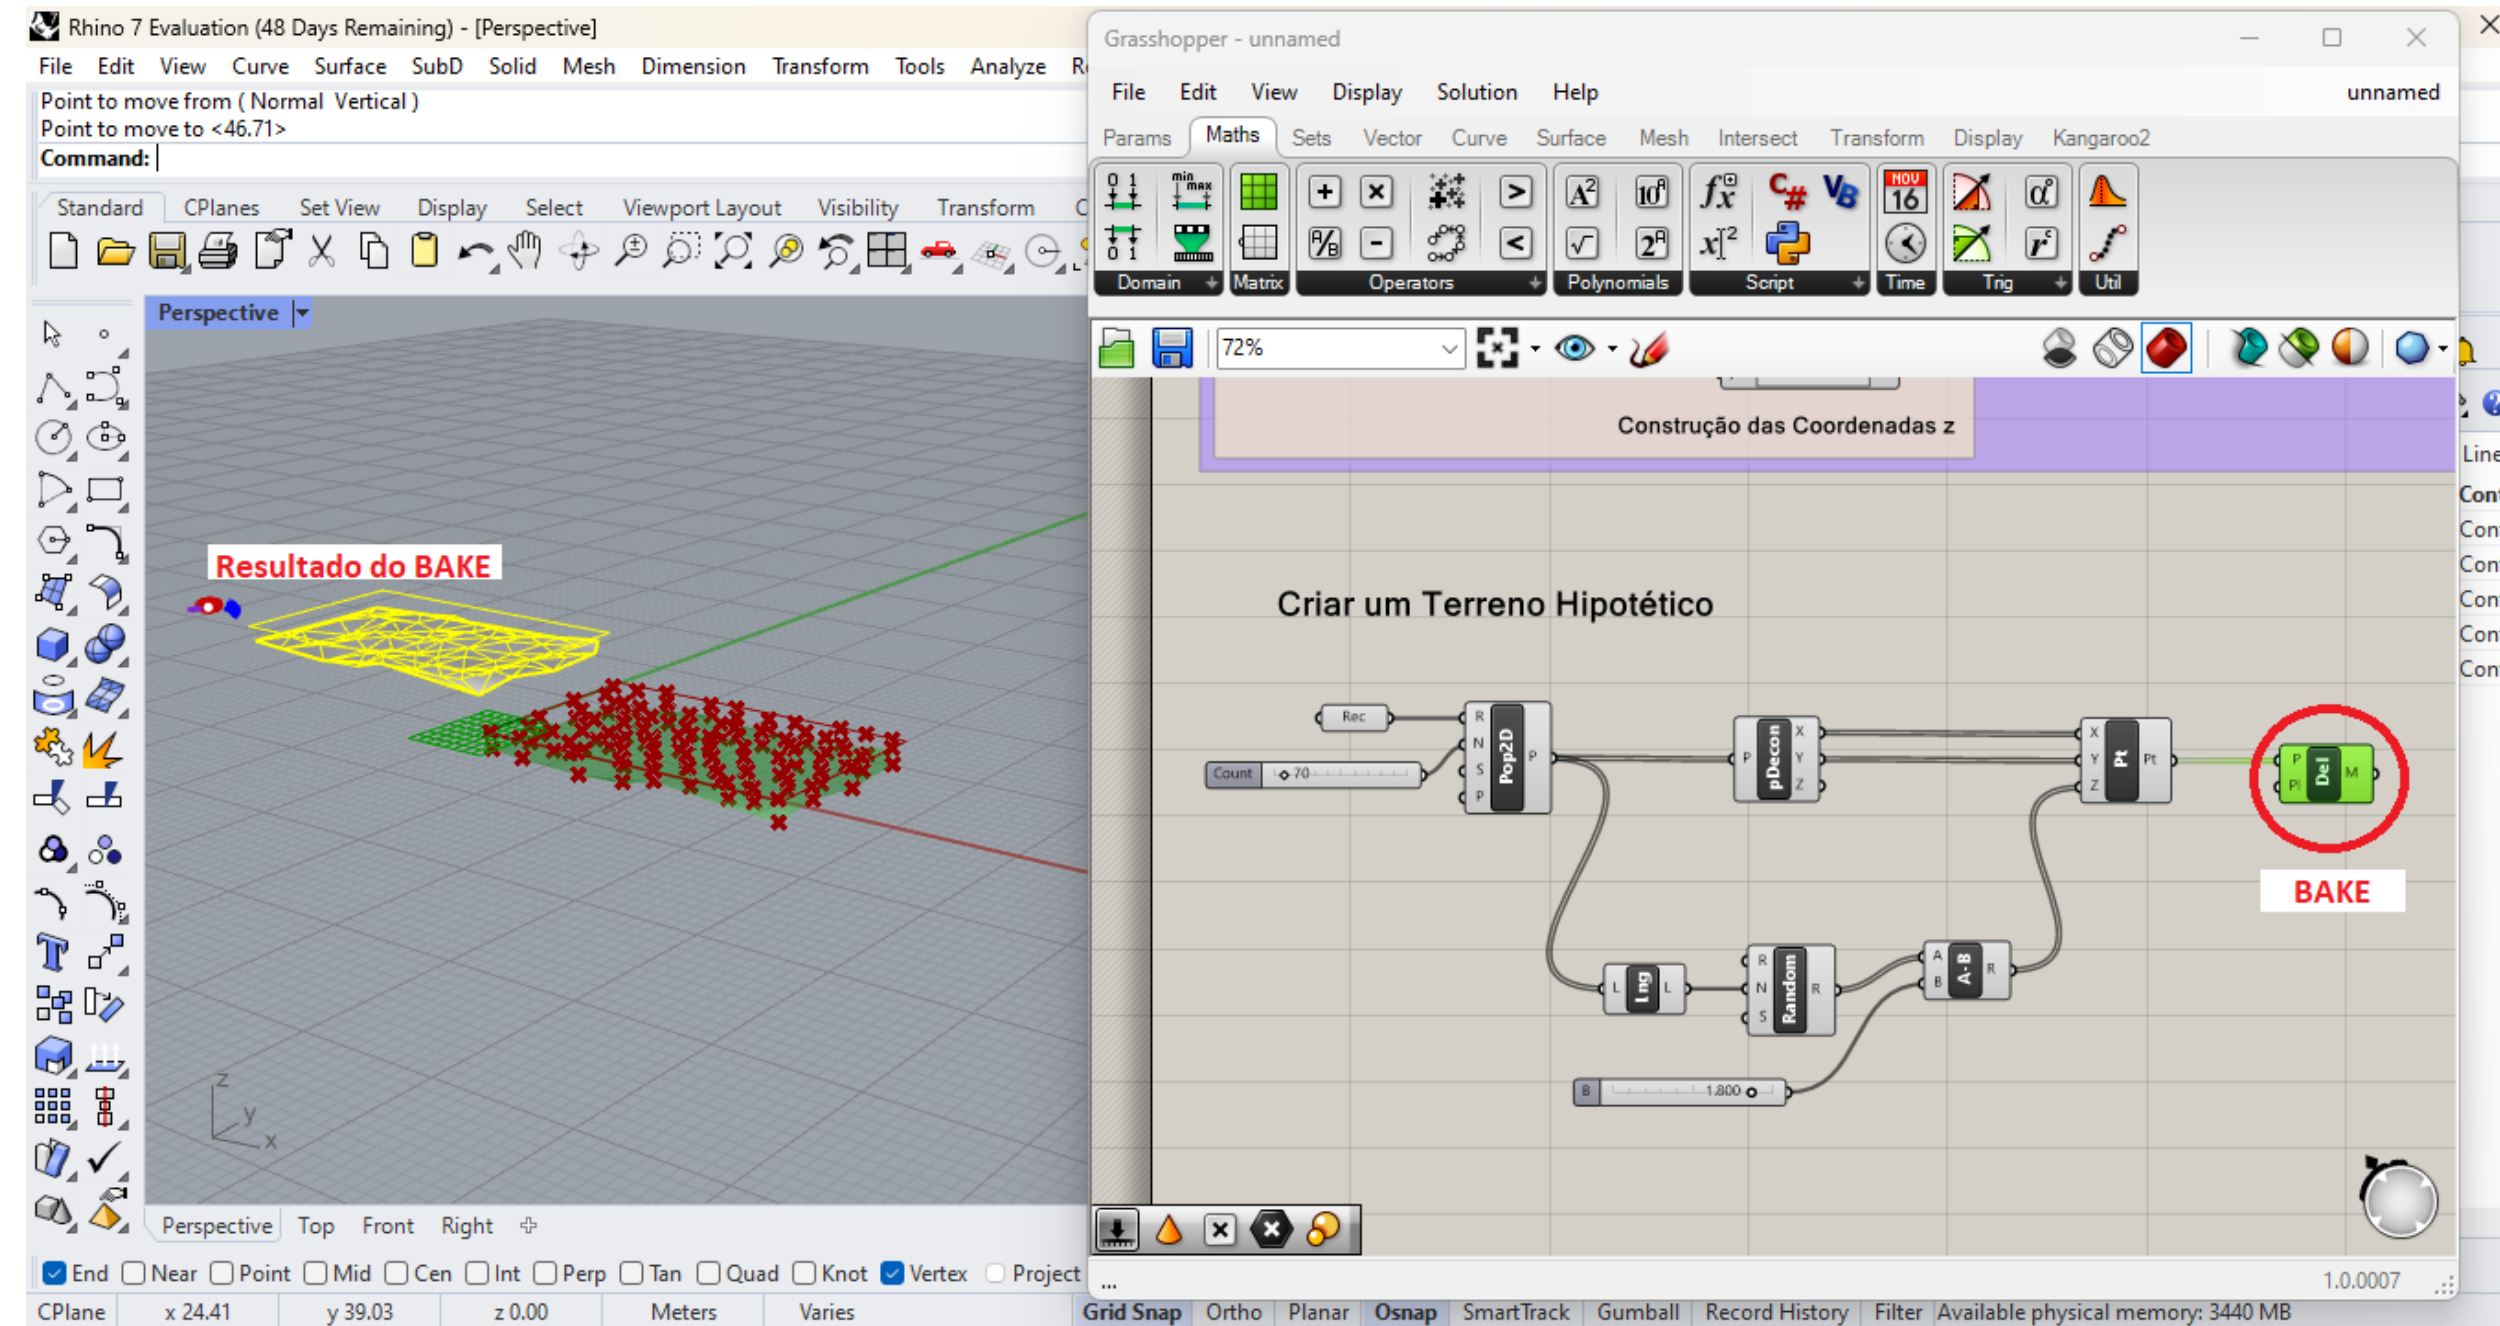 Rhino 7 Evaluation (48 Days Remaining) - [Perspective]
File Edit View Curve Surface SubD Solid Mesh Dimension Transform Tools Analyze
Point to move from ( Normal Vertical )
Point to move to <46.71>
Command:
Standard CPlanes Set View Display Select Viewport Layout Visibility Transform
Perspective
Resultado do BAKE
z
y
x
Perspective Top Front Right
End Near Point Mid Cen Int Perp Tan Quad Knot Vertex Project
CPlane x 24.41 y 39.03 z 0.00 Meters Varies Grid Snap Ortho Planar Osnap SmartTrack Gumball Record History Filter Available physical memory: 3440 MB
Grasshopper - unnamed
File Edit View Display Solution Help unnamed
Params Maths Sets Vector Curve Surface Mesh Intersect Transform Display Kangaroo2
Domain Matrix Operators Polynomials Script Time Trig Util
NOV
16
72%
Construção das Coordenadas z
Criar um Terreno Hipotético
Rec
Count 70
R
N
S
P
Pop2D
P
P
pDecon
X
Y
Z
X
Y
Z
Pt
Pt
P
Pl
Del
M
BAKE
L
Lng
L
R
N
S
Random
R
A
B
A-B
R
B 1.800
...
1.0.0007